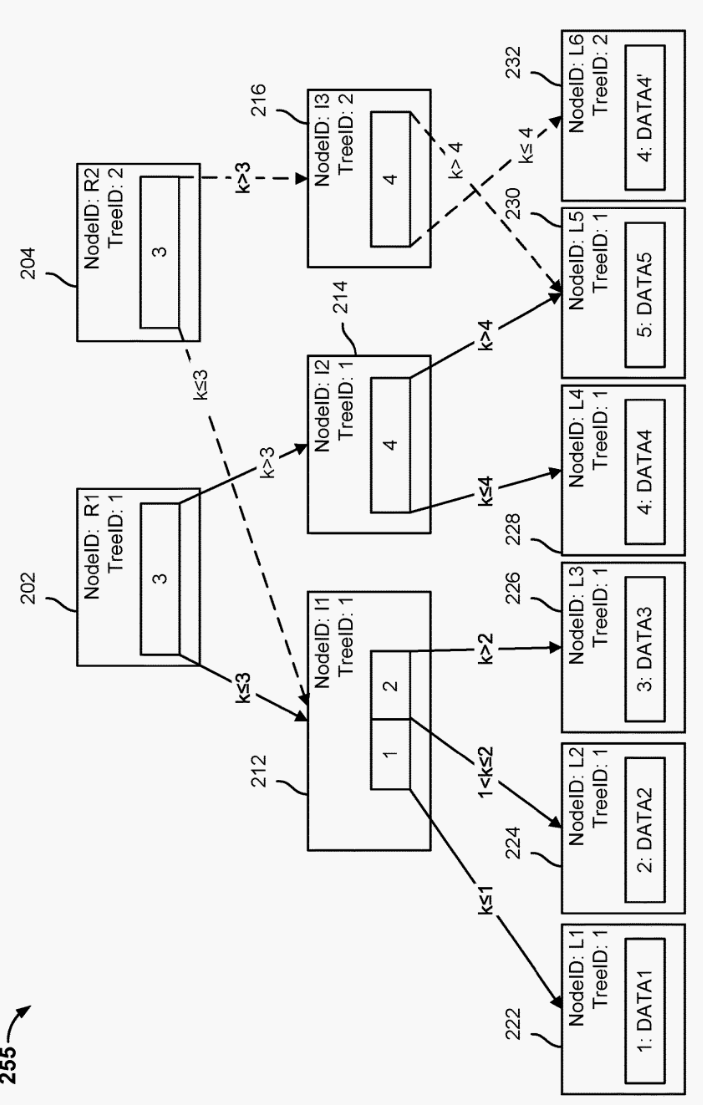 255
202
NodeID: R1
TreeID: 1
3
204
NodeID: R2
TreeID: 2
3
k≤3
k>3
k≤3
k>3
212
NodeID: I1
TreeID: 1
1
2
214
NodeID: I2
TreeID: 1
4
216
NodeID: I3
TreeID: 2
4
k≤1
1<k≤2
k>2
k≤4
k>4
k> 4
k≤ 4
222
NodeID: L1
TreeID: 1
1: DATA1
224
NodeID: L2
TreeID: 1
2: DATA2
226
NodeID: L3
TreeID: 1
3: DATA3
228
NodeID: L4
TreeID: 1
4: DATA4
230
NodeID: L5
TreeID: 1
5: DATA5
232
NodeID: L6
TreeID: 2
4: DATA4'